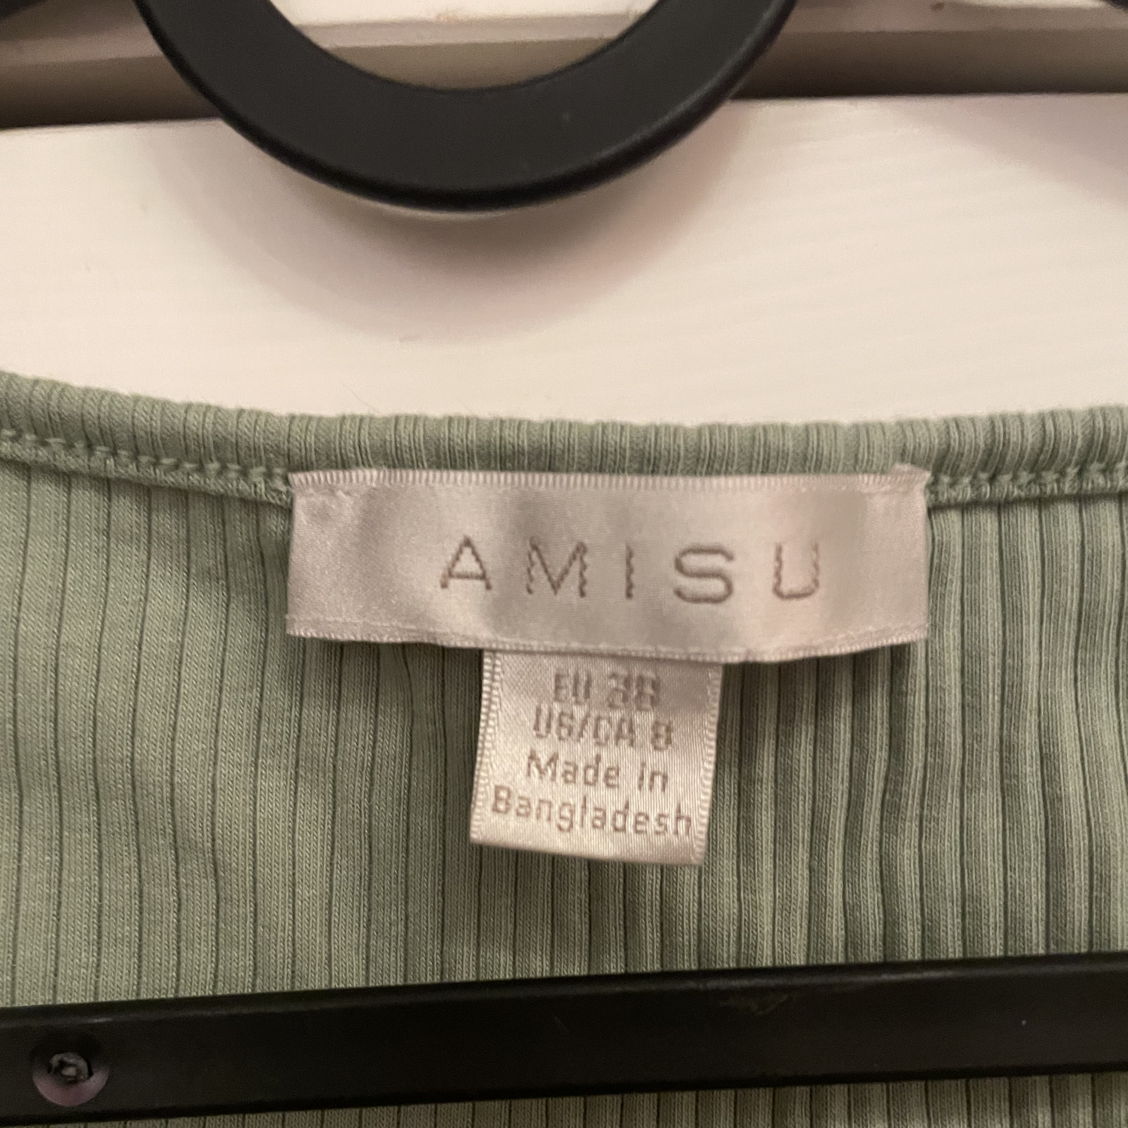 AMISU
EU 38
US/CA 8
Made in
Bangladesh